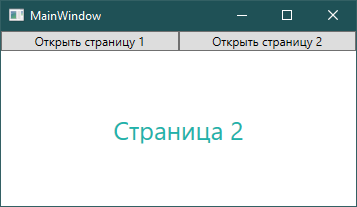 MainWindow
Открыть страницу 1
Открыть страницу 2
Страница 2